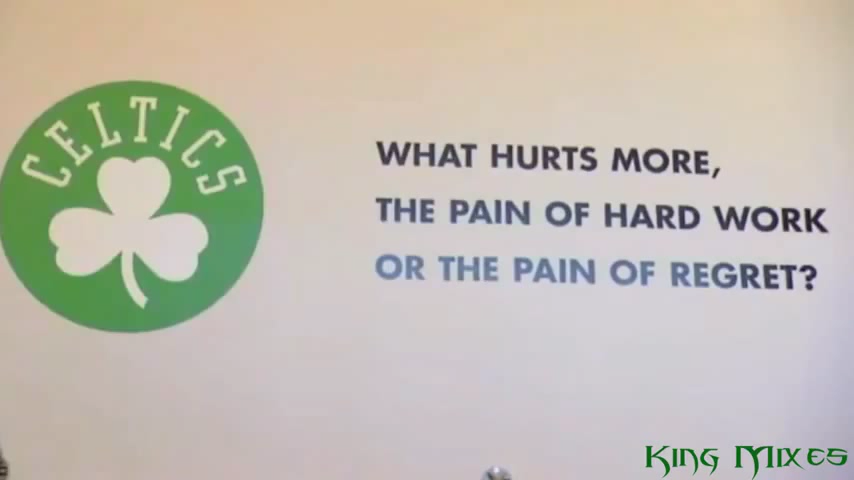 CELTICS
WHAT HURTS MORE,
THE PAIN OF HARD WORK
OR THE PAIN OF REGRET?
King Mixes